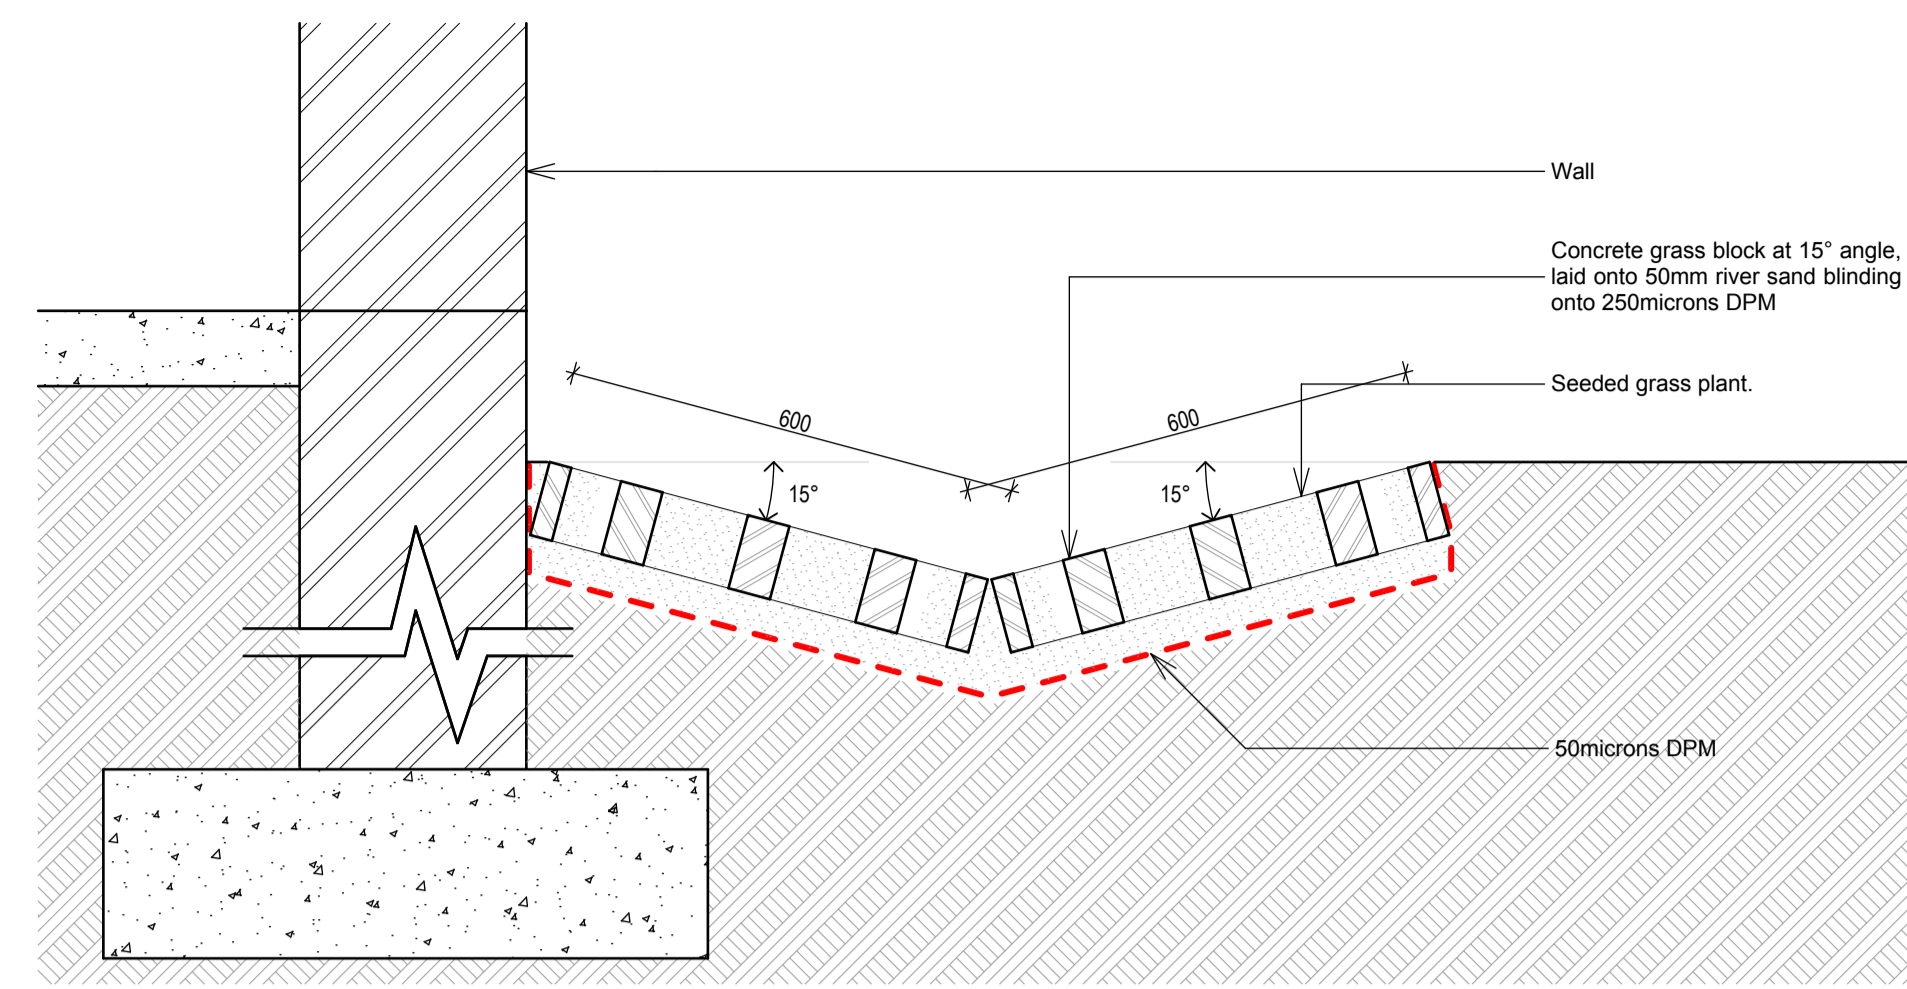 Wall
Concrete grass block at 15° angle,
laid onto 50mm river sand blinding
onto 250microns DPM
Seeded grass plant.
600
600
15°
15°
50microns DPM